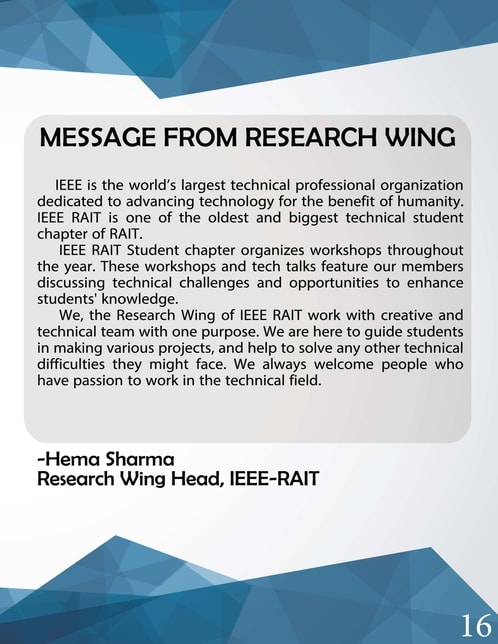 MESSAGE FROM RESEARCH WING
IEEE is the world's largest technical professional organization
dedicated to advancing technology for the benefit of humanity.
IEEE RAIT is one of the oldest and biggest technical student
chapter of RAIT.
IEEE RAIT Student chapter organizes workshops throughout
the year. These workshops and tech talks feature our members
discussing technical challenges and opportunities to enhance
students' knowledge.
We, the Research Wing of IEEE RAIT work with creative and
technical team with one purpose. We are here to guide students
in making various projects, and help to solve any other technical
difficulties they might face. We always welcome people who
have passion to work in the technical field.
-Hema Sharma
Research Wing Head, IEEE-RAIT
16